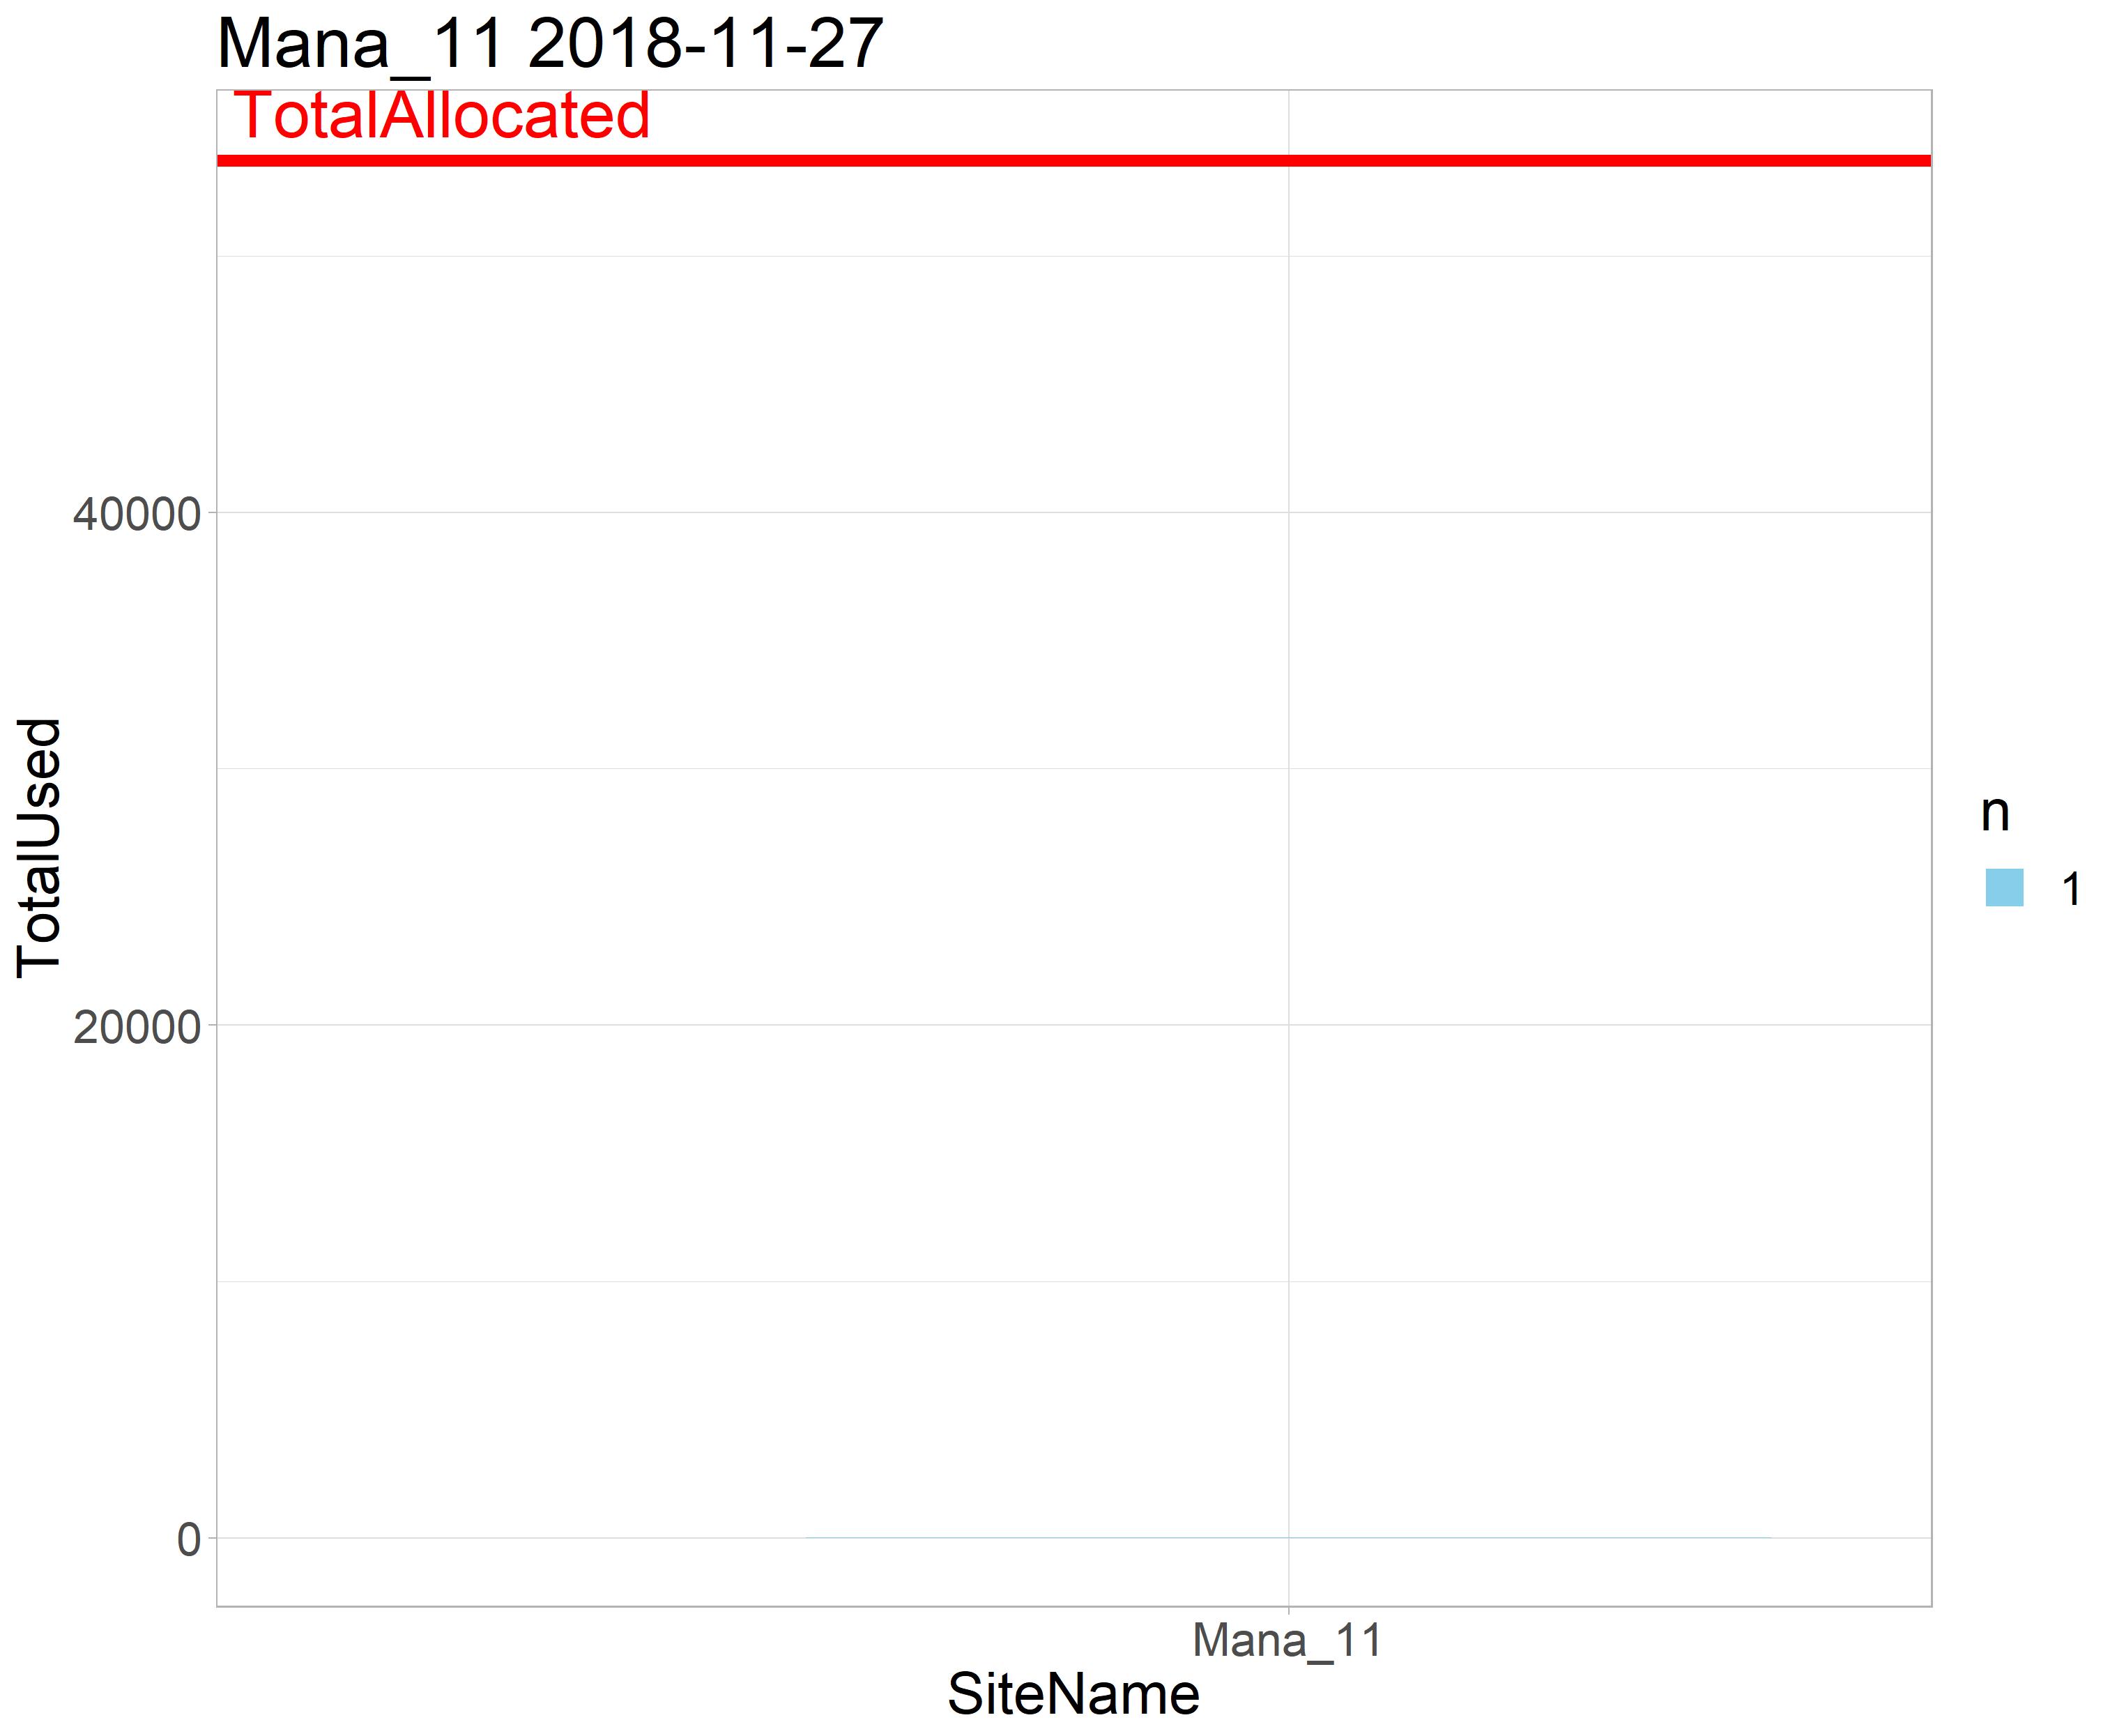 Mana_11 2018-11-27
TotalAllocated
40000
20000
0
TotalUsed
Mana_11
SiteName
n
1